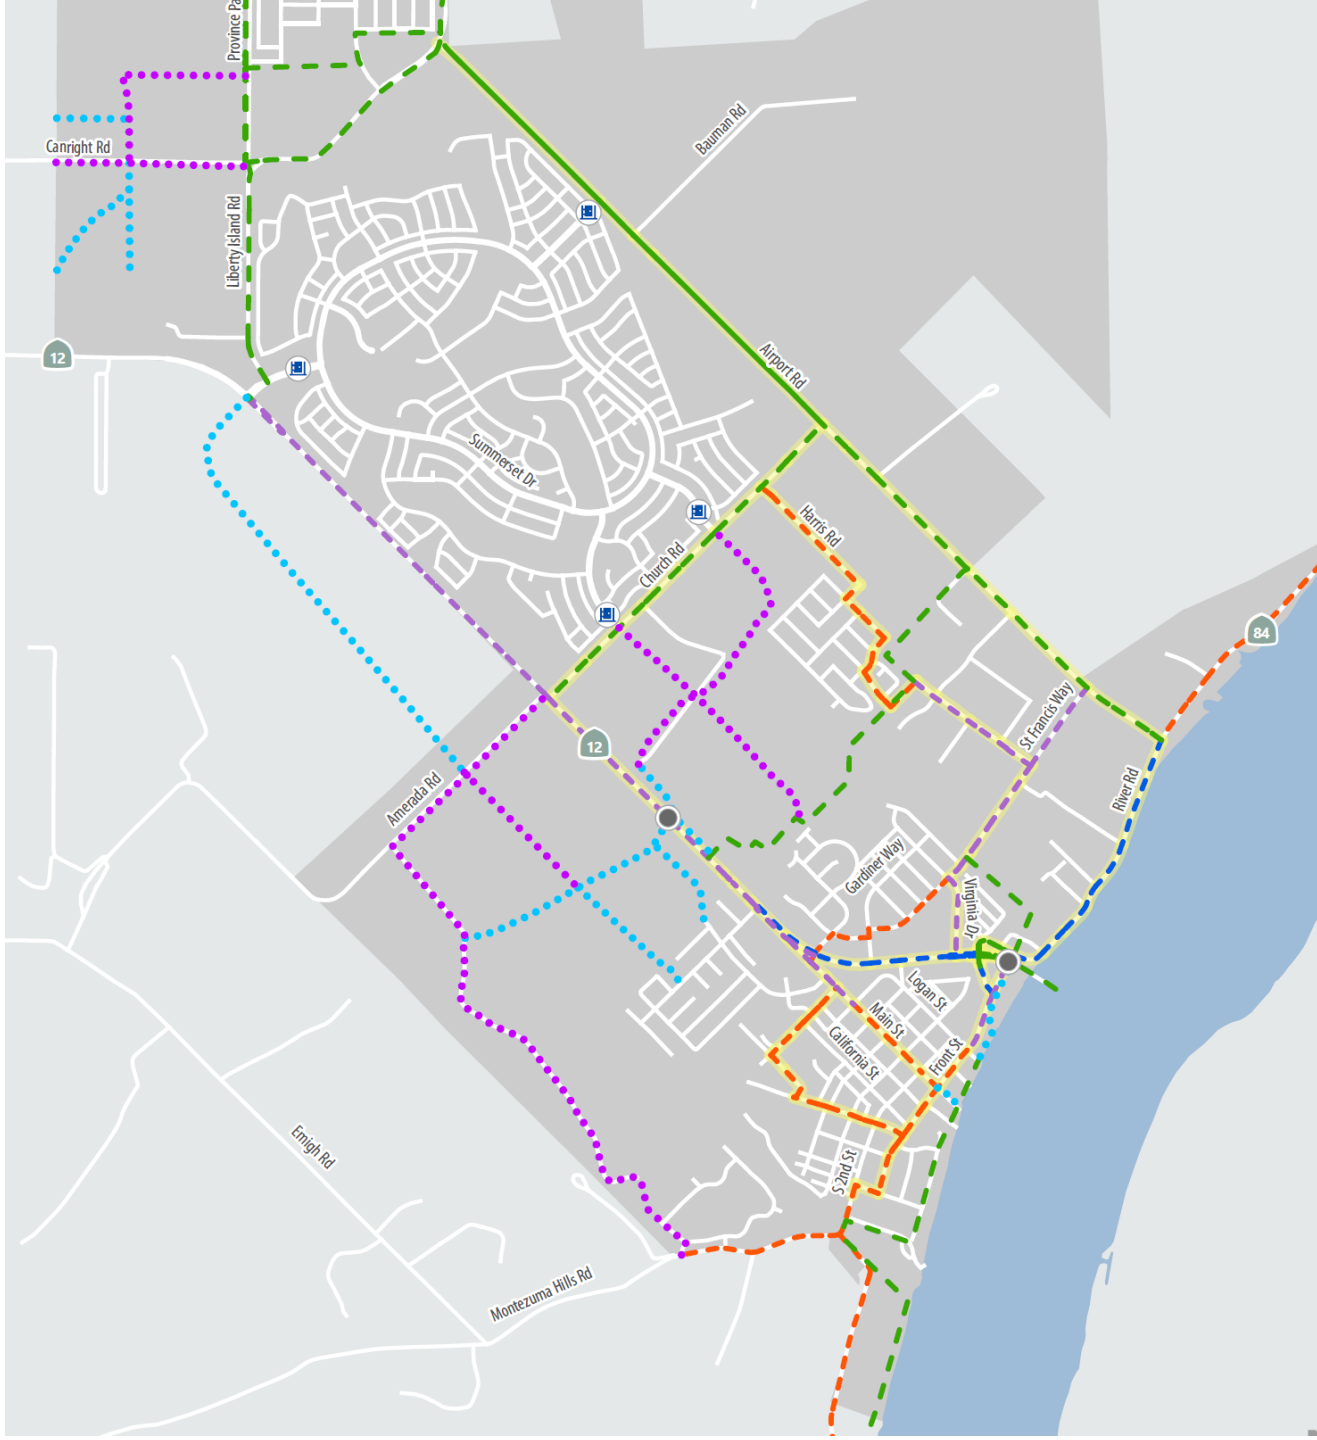 Province Pa
Canright Rd
Bauman Rd
Liberty Island Rd
12
Airport Rd
Summerset Dr
Harris Rd
Church Rd
84
St Francis Way
12
Amerada Rd
River Rd
Gardiner Way
Virginia Dr
Logan St
Main St
California St
Front St
Emigh Rd
S 2nd St
Montezuma Hills Rd